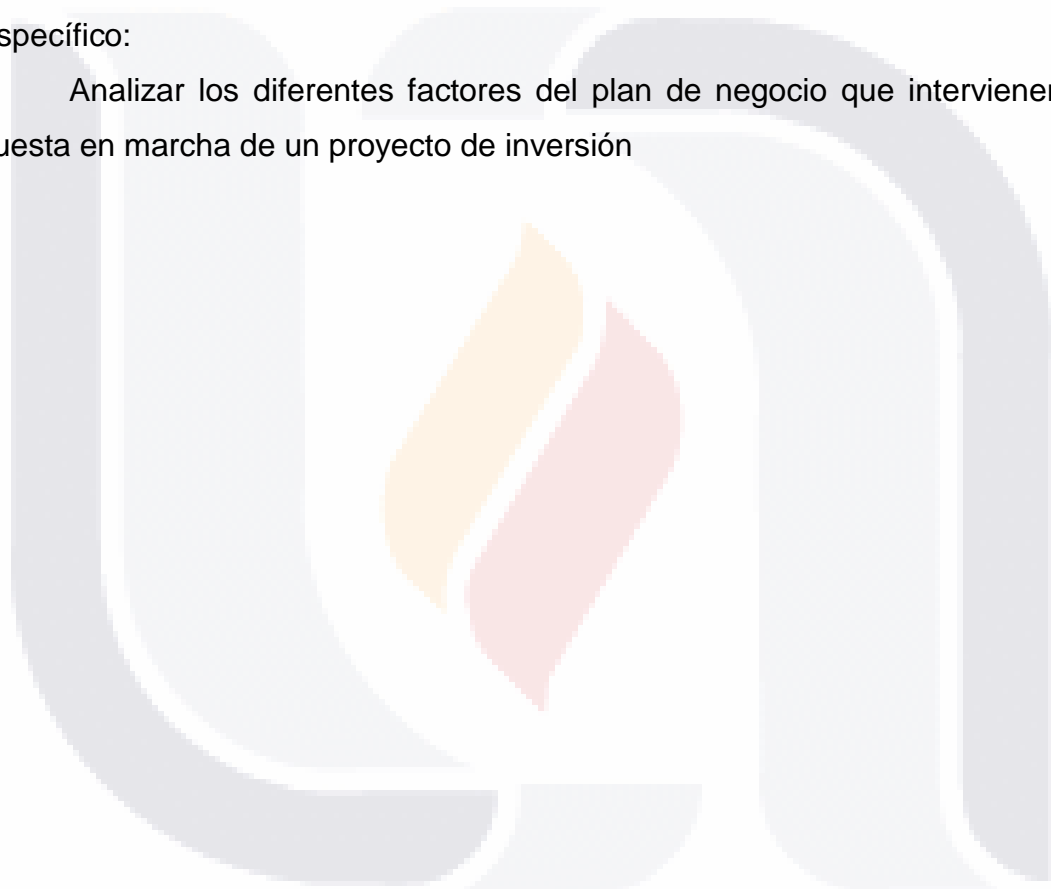 specífico:
Analizar los diferentes factores del plan de negocio que intervienen
uesta en marcha de un proyecto de inversión